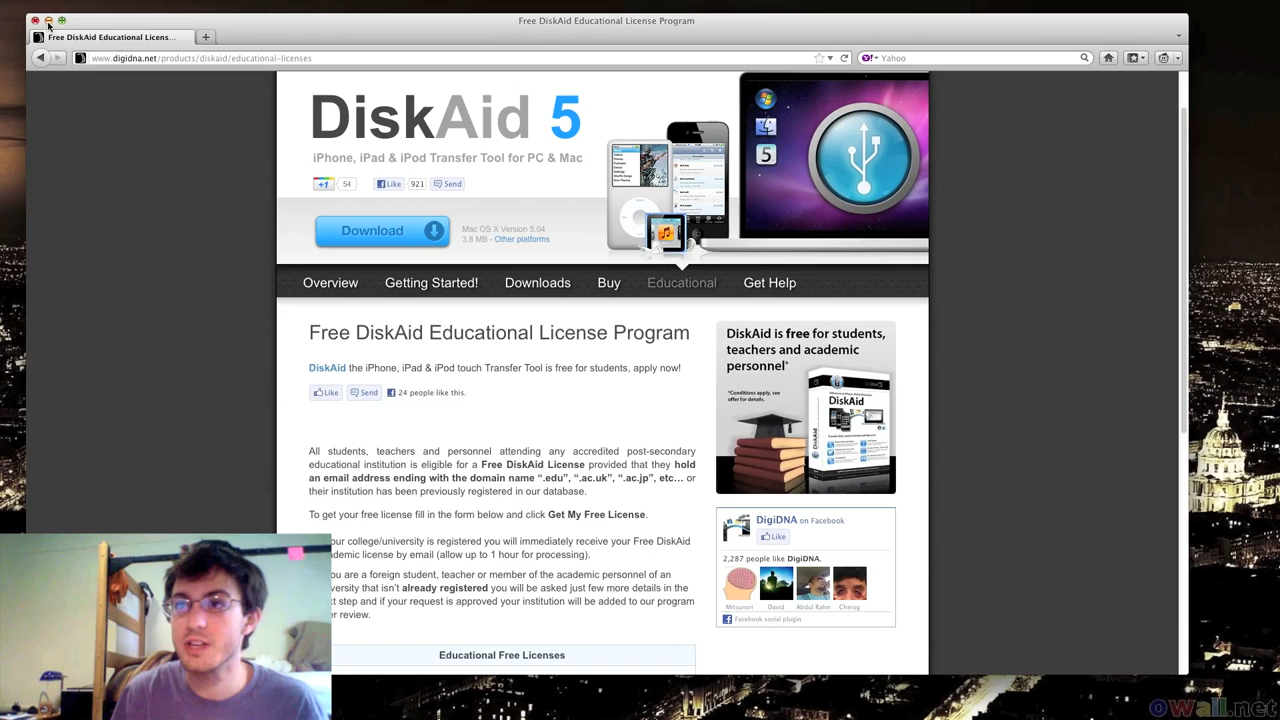 Free DiskAid Educational License Program
Free DiskAid Educational Licens...
www.digidna.net/products/diskaid/educational-licenses
Yahoo
DiskAid 5
iPhone, iPad & iPod Transfer Tool for PC & Mac
+1 54 Like 921 Send
5
Download
Mac OS X Version 5.04
3.8 MB - Other platforms
Overview Getting Started! Downloads Buy Educational Get Help
Free DiskAid Educational License Program
DiskAid the iPhone, iPad & iPod touch Transfer Tool is free for students, apply now!
Like Send 24 people like this.
All students, teachers and personnel attending any accredited post-secondary
educational institution is eligible for a Free DiskAid License provided that they hold
an email address ending with the domain name “.edu”, “.ac.uk”, “.ac.jp”, etc... or
their institution has been previously registered in our database.
To get your free license fill in the form below and click Get My Free License.
our college/university is registered you will immediately receive your Free DiskAid
demic license by email (allow up to 1 hour for processing).
ou are a foreign student, teacher or member of the academic personnel of an
versity that isn't already registered you will be asked just few more details in the
t step and if your request is approved your institution will be added to our program
er review.
Educational Free Licenses
DiskAid is free for students,
teachers and academic
personnel*
*Conditions apply, see
offer for details.
DiskAid
DiskAid
DigiDNA on Facebook
Like
2,287 people like DigiDNA.
Mitsunori David Abdul Rahm Cherag
Facebook social plugin
owall.net